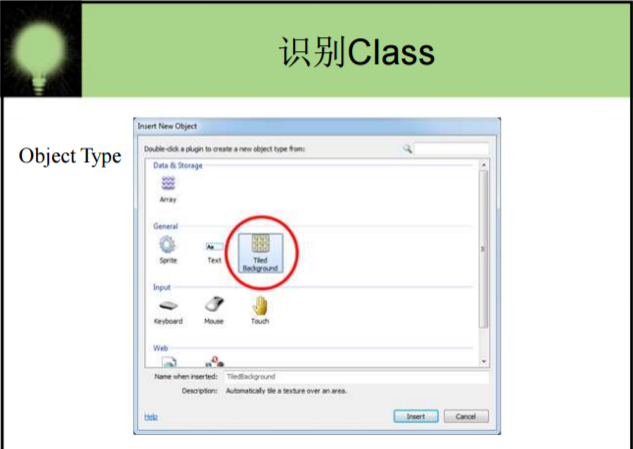 识别Class
Object Type
Insert New Object
Double-click a plugin to create a new object type from:
Data & Storage
Array
General
Sprite
Text
Tiled
Background
Input
Keyboard
Mouse
Touch
Web
Name when inserted: TiledBackground
Description: Automatically tile a texture over an area.
Help
Insert
Cancel